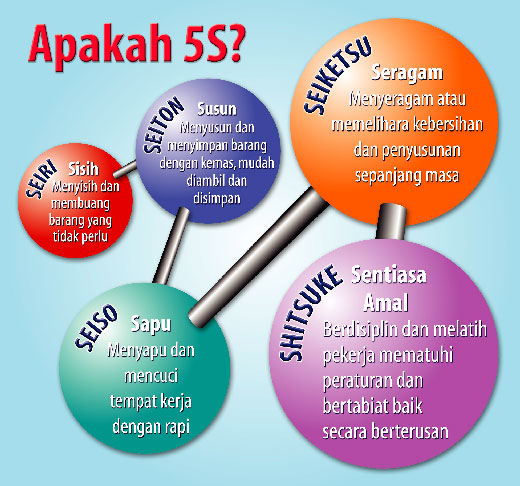 Apakah 5S?
SEIRI
Sisih
Menyisih dan
membuang
barang yang
tidak perlu
SEITON
Susun
Menyusun dan
menyimpan barang
dengan kemas, mudah
diambil dan
disimpan
SEISO
Sapu
Menyapu dan
mencuci
tempat kerja
dengan rapi
SEIKETSU
Seragam
Menyeragam atau
memelihara kebersihan
dan penyusunan
sepanjang masa
SHITSUKE
Sentiasa
Amal
Berdisiplin dan melatih
pekerja mematuhi
peraturan dan
bertabiat baik
secara berterusan